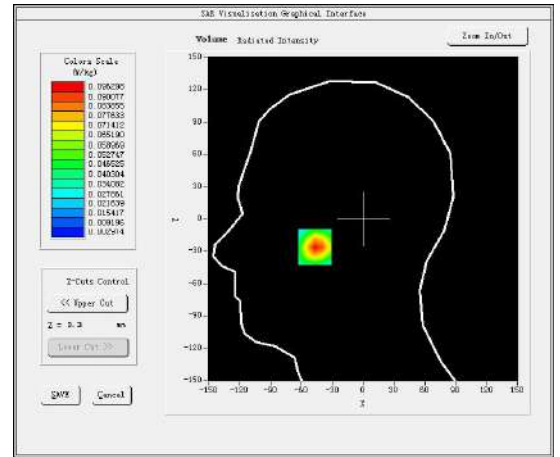 SAR Visualisation Graphical Interface
Volume Radiated Intensity
Zoom In/Out
Colors Scale
(W/Kg)
0.096298
0.090077
0.083855
0.077633
0.071412
0.065190
0.058969
0.052747
0.046525
0.040304
0.034082
0.027861
0.021639
0.015417
0.009196
0.002974
Z-Cuts Control
<< Upper Cut
Z = 3.3 mm
Lower Cut >>
SAVE
Cancel
150
120
90
60
30
0
-30
-60
-90
-120
-150
-150 -120 -90 -60 -30 0 30 60 90 120 150
X